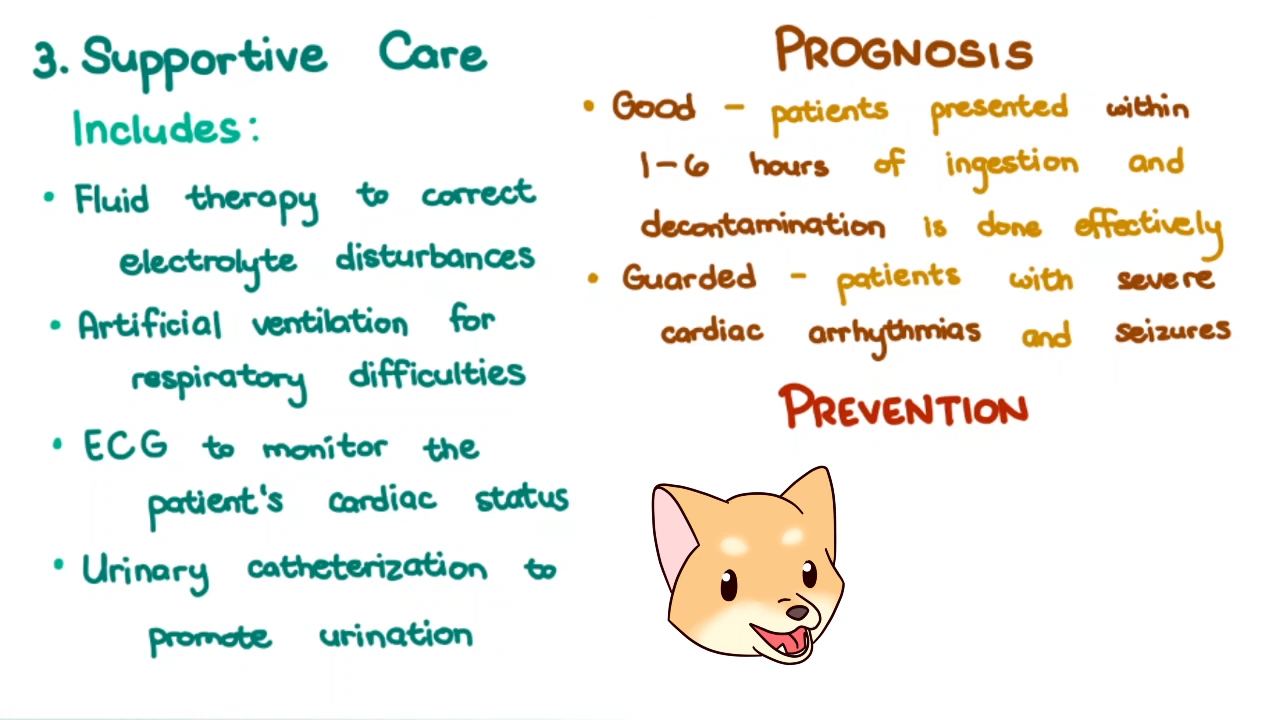 3. Supportive Care
Includes:
• Fluid therapy to correct
electrolyte disturbances
• Artificial ventilation for
respiratory difficulties
• ECG to monitor the
patient's cardiac status
• Urinary catheterization to
promote urination
PROGNOSIS
• Good – patients presented within
1–6 hours of ingestion and
decontamination is done effectively
• Guarded – patients with severe
cardiac arrhythmias and seizures
PREVENTION